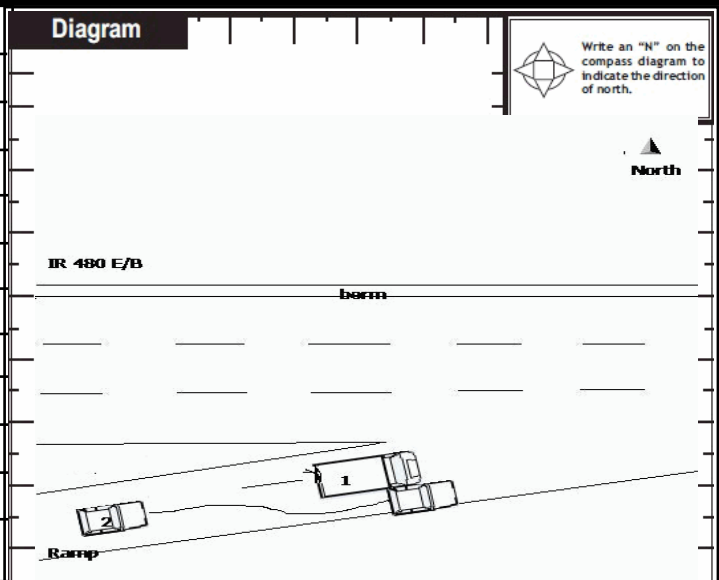 Diagram
Write an "N" on the
compass diagram to
indicate the direction
of north.
North
IR 480 E/B
berm
1
2
Ramp